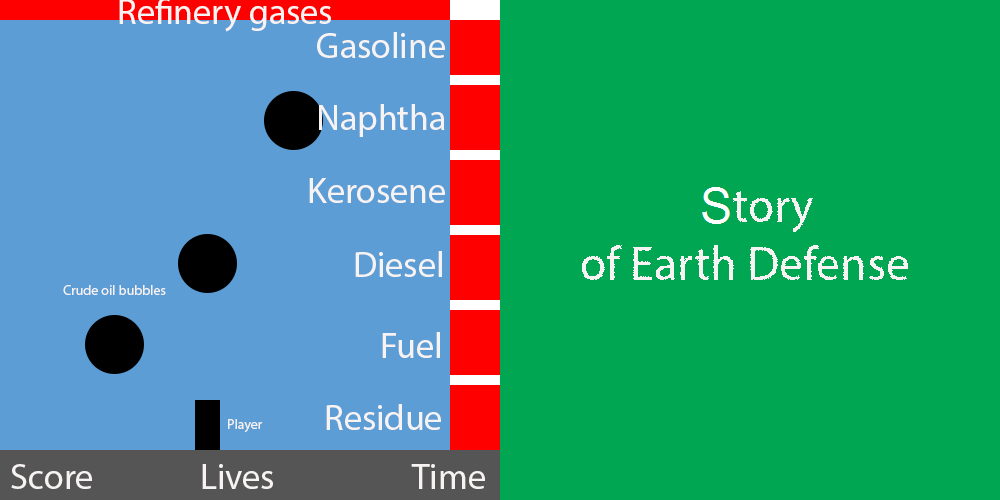 Refinery gases
Gasoline
Naphtha
Kerosene
Diesel
Crude oil bubbles
Fuel
Residue
Player
Score Lives Time
Story
of Earth Defense